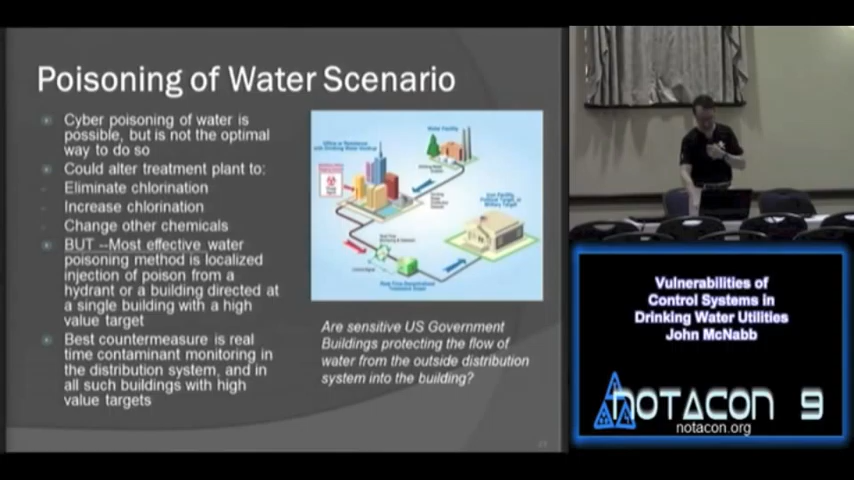 Poisoning of Water Scenario
Cyber poisoning of water is
possible, but is not the optimal
way to do so
Could alter treatment plant to:
Eliminate chlorination
Increase chlorination
Change other chemicals
BUT --Most effective water
poisoning method is localized
injection of poison from a
hydrant or a building directed at
a single building with a high
value target
Best countermeasure is real
time contaminant monitoring in
the distribution system, and in
all such buildings with high
value targets
Water Facility
Are sensitive US Government
Buildings protecting the flow of
water from the outside distribution
system into the building?
Vulnerabilities of
Control Systems in
Drinking Water Utilities
John McNabb
NOTACON 9
notacon.org